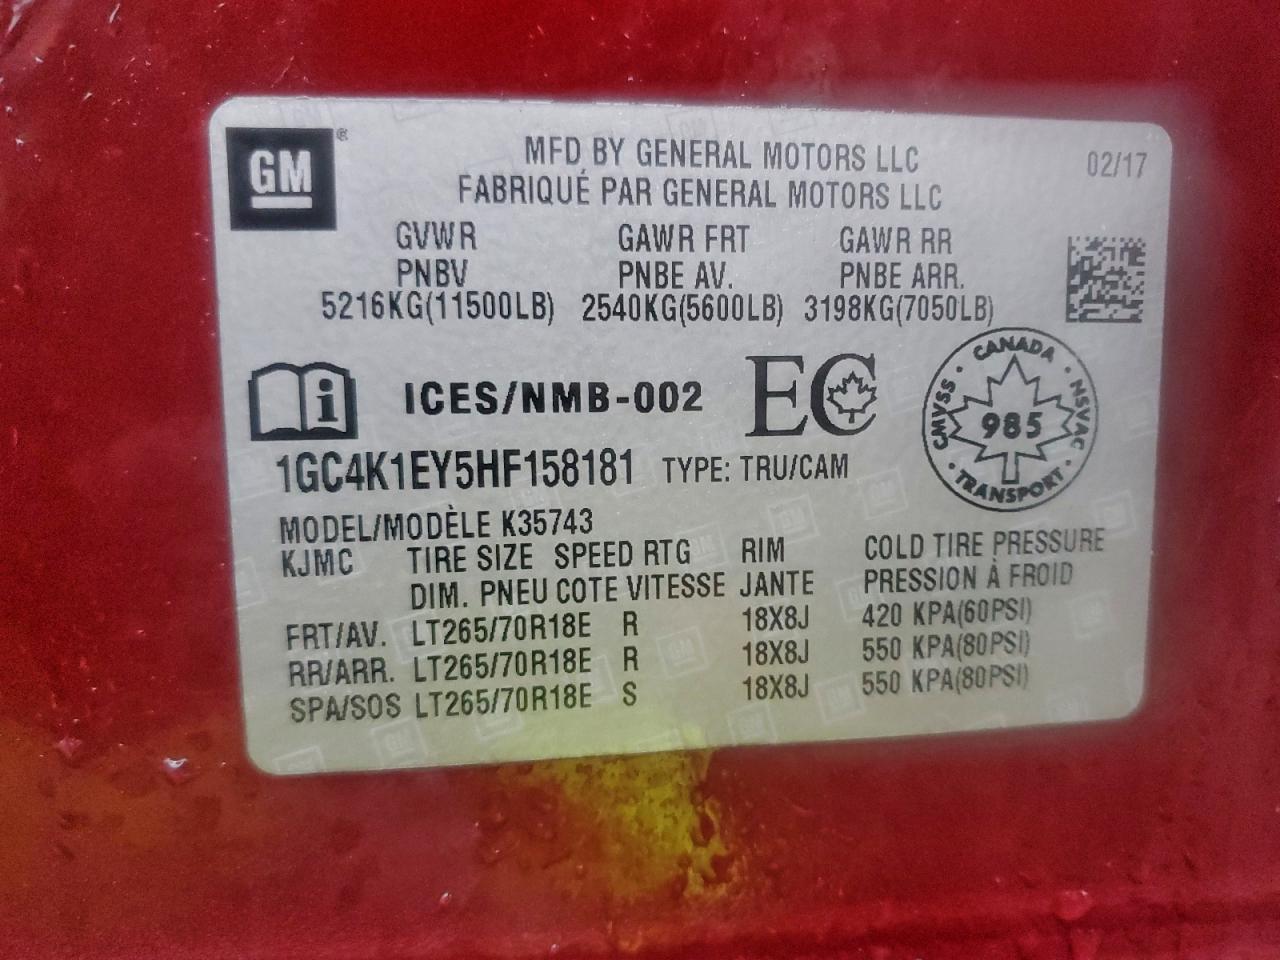 GM®
MFD BY GENERAL MOTORS LLC
02/17
FABRIQUÉ PAR GENERAL MOTORS LLC
GVWR GAWR FRT GAWR RR
PNBV PNBE AV. PNBE ARR.
5216KG(11500LB) 2540KG(5600LB) 3198KG(7050LB)
CANADA
CMVSS · NSVAC
985
TRANSPORT
i ICES/NMB-002 EC
1GC4K1EY5HF158181 TYPE: TRU/CAM
MODEL/MODÈLE K35743
KJMC TIRE SIZE SPEED RTG RIM COLD TIRE PRESSURE
DIM. PNEU COTE VITESSE JANTE PRESSION À FROID
FRT/AV. LT265/70R18E R 18X8J 420 KPA(60PSI)
RR/ARR. LT265/70R18E R 18X8J 550 KPA(80PSI)
SPA/SOS LT265/70R18E S 18X8J 550 KPA(80PSI)